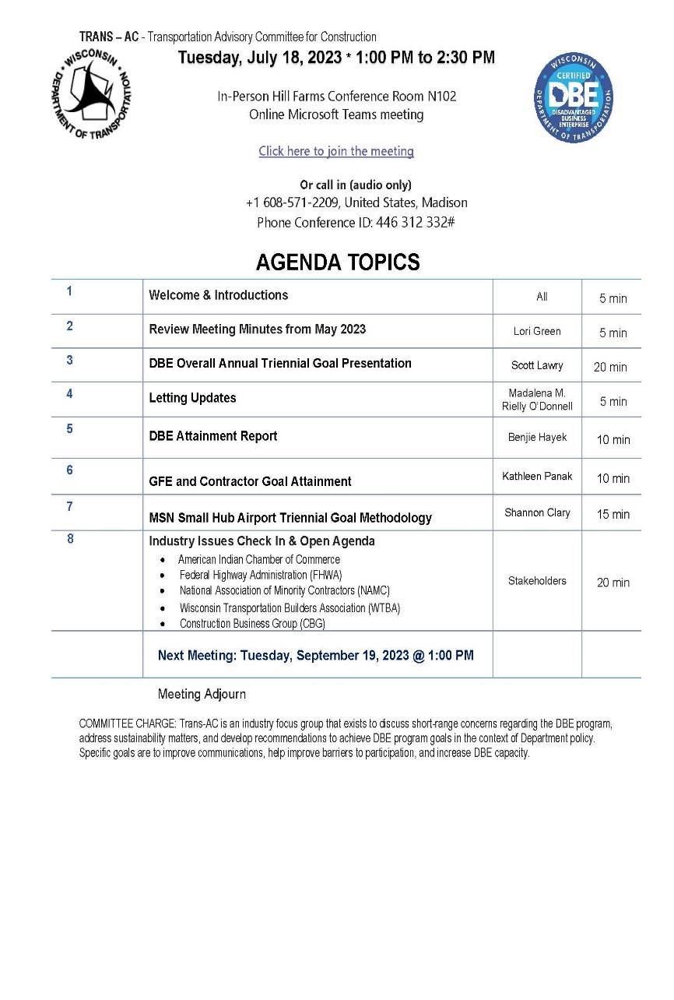 TRANS – AC - Transportation Advisory Committee for Construction
Tuesday, July 18, 2023 * 1:00 PM to 2:30 PM
WISCONSIN
DEPARTMENT OF TRANSPORTATION
WISCONSIN
CERTIFIED
DBE
DISADVANTAGED
BUSINESS
ENTERPRISE
DEPARTMENT OF TRANSPORTATION
In-Person Hill Farms Conference Room N102
Online Microsoft Teams meeting
Click here to join the meeting
Or call in (audio only)
+1 608-571-2209, United States, Madison
Phone Conference ID: 446 312 332#
AGENDA TOPICS
1 Welcome & Introductions All 5 min
2 Review Meeting Minutes from May 2023 Lori Green 5 min
3 DBE Overall Annual Triennial Goal Presentation Scott Lawry 20 min
4 Letting Updates Madalena M. 5 min
Rielly O'Donnell
5 DBE Attainment Report Benjie Hayek 10 min
6 GFE and Contractor Goal Attainment Kathleen Panak 10 min
7 MSN Small Hub Airport Triennial Goal Methodology Shannon Clary 15 min
8 Industry Issues Check In & Open Agenda Stakeholders 20 min
• American Indian Chamber of Commerce
• Federal Highway Administration (FHWA)
• National Association of Minority Contractors (NAMC)
• Wisconsin Transportation Builders Association (WTBA)
• Construction Business Group (CBG)
Next Meeting: Tuesday, September 19, 2023 @ 1:00 PM
Meeting Adjourn
COMMITTEE CHARGE: Trans-AC is an industry focus group that exists to discuss short-range concerns regarding the DBE program,
address sustainability matters, and develop recommendations to achieve DBE program goals in the context of Department policy.
Specific goals are to improve communications, help improve barriers to participation, and increase DBE capacity.